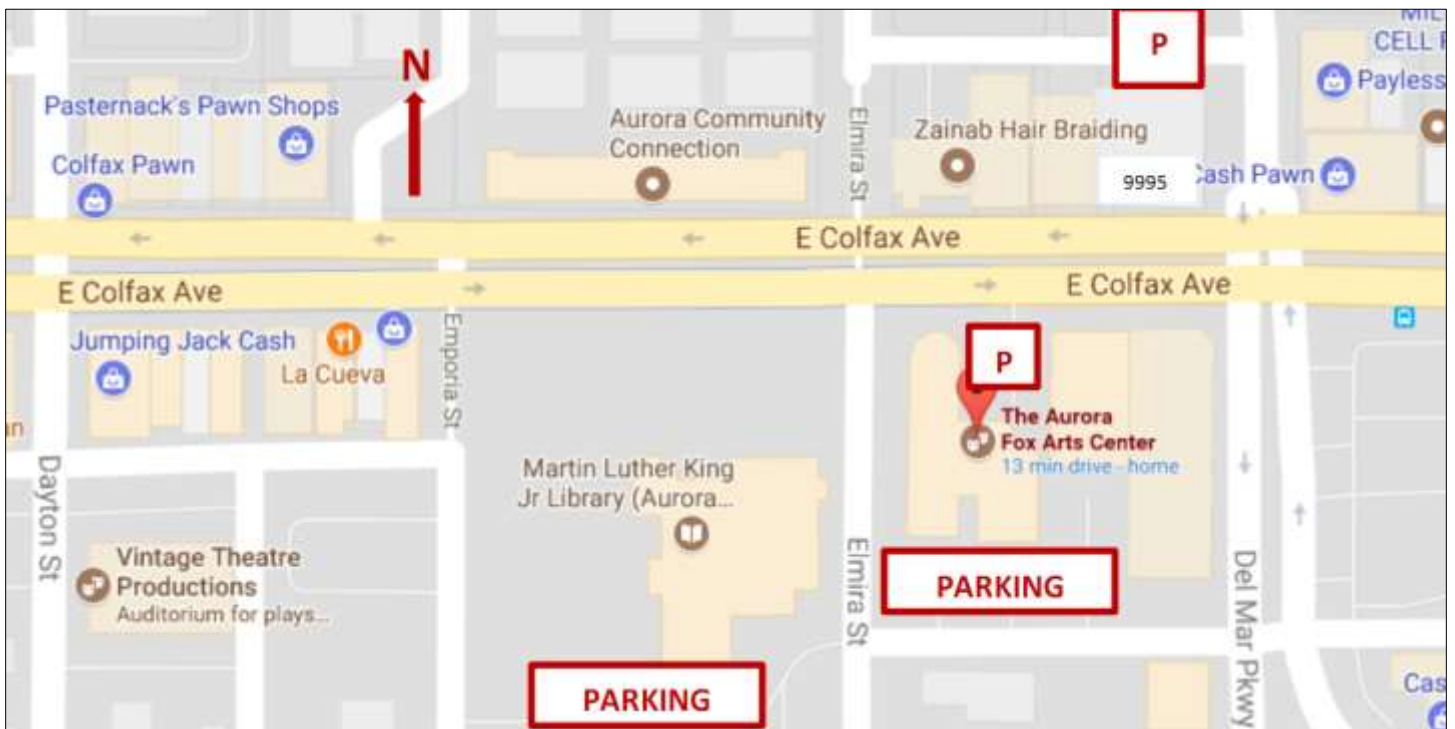 MIL
CELL
P
N
Payless
Pasternack's Pawn Shops
Aurora Community
Connection
Elmira St
Zainab Hair Braiding
Colfax Pawn
9995
Cash Pawn
E Colfax Ave
E Colfax Ave
E Colfax Ave
Jumping Jack Cash
La Cueva
Emporia St
P
The Aurora
Fox Arts Center
13 min drive - home
Martin Luther King
Jr Library (Aurora...
Dayton St
Vintage Theatre
Productions
Auditorium for plays...
Elmira St
PARKING
Del Mar Pkwy
PARKING
Cas